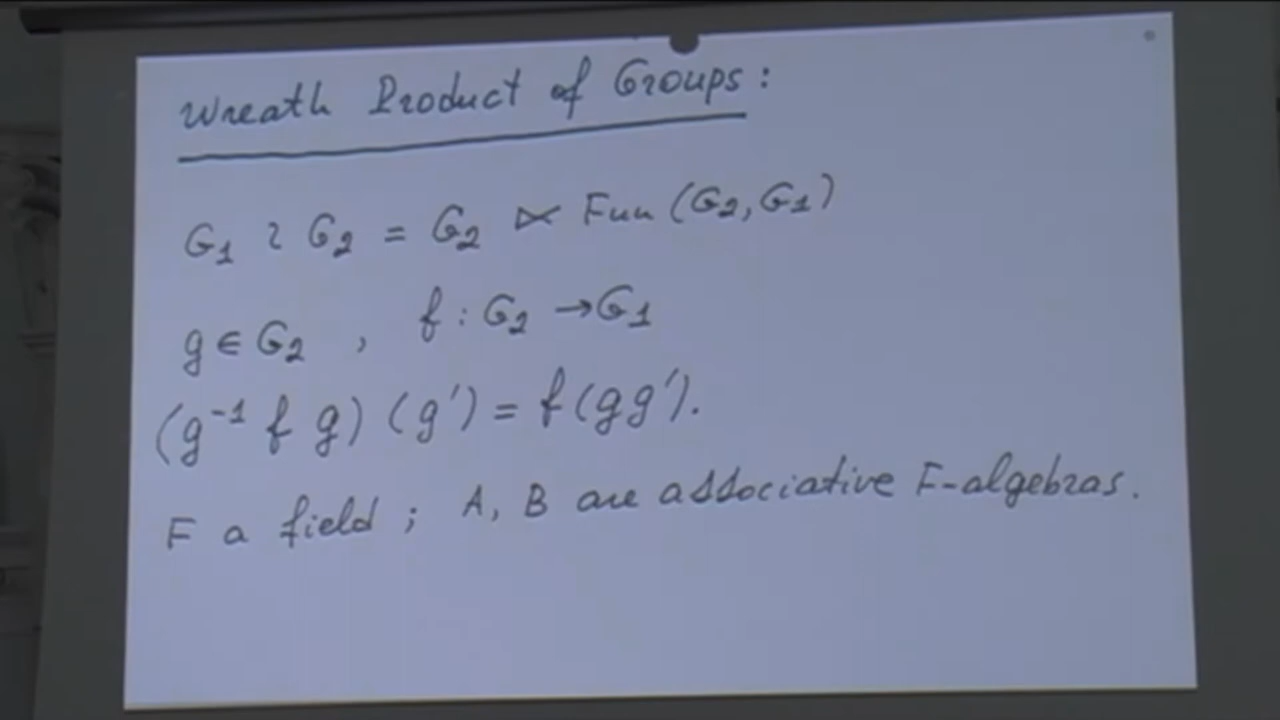 Wreath Product of Groups:
G₁ ≀ G₂ = G₂ ⋉ Fun (G₂, G₁)
g ∈ G₂ , f : G₂ → G₁
(g⁻¹ f g) (g′) = f(gg′).
F a field ; A, B are associative F-algebras.